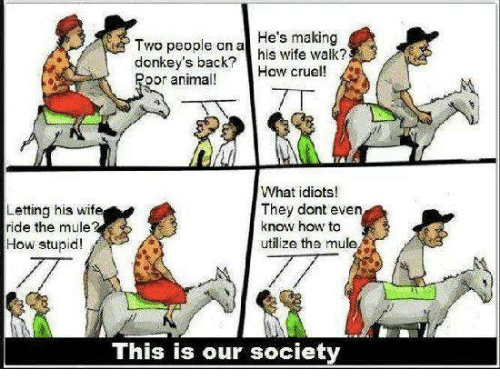 Two people on a
donkey's back?
Poor animal!
He's making
his wife walk?
How cruel!
Letting his wife
ride the mule?
How stupid!
What idiots!
They dont even
know how to
utilize the mule
This is our society